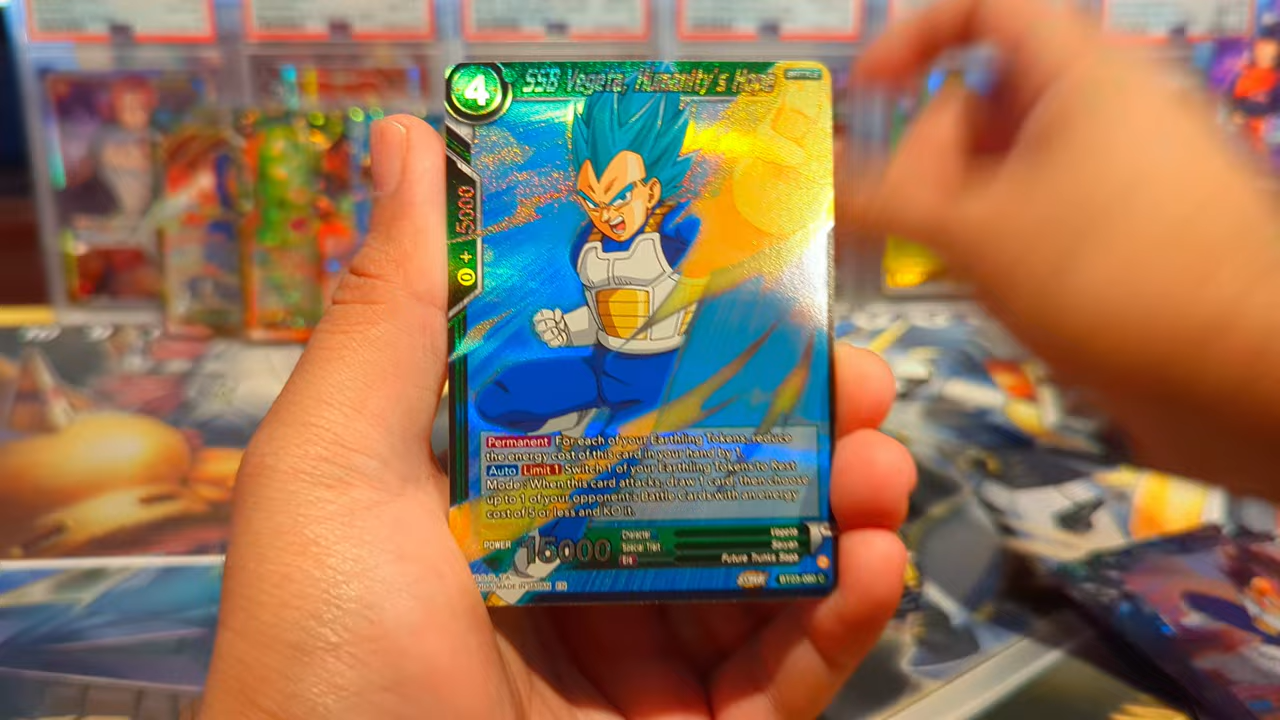 4
SSB Vegeta, Humanity's Hope
BATTLE
5000
0 +
Permanent For each of your Earthling Tokens, reduce
the energy cost of this card in your hand by 1.
Auto Limit 1 Switch 1 of your Earthling Tokens to Rest
Mode : When this card attacks, draw 1 card, then choose
up to 1 of your opponent's Battle Cards with an energy
cost of 5 or less and KO it.
POWER 15000
Character Vegeta
Special Trait Saiyan
Era Future Trunks Saga
MADE IN JAPAN EN